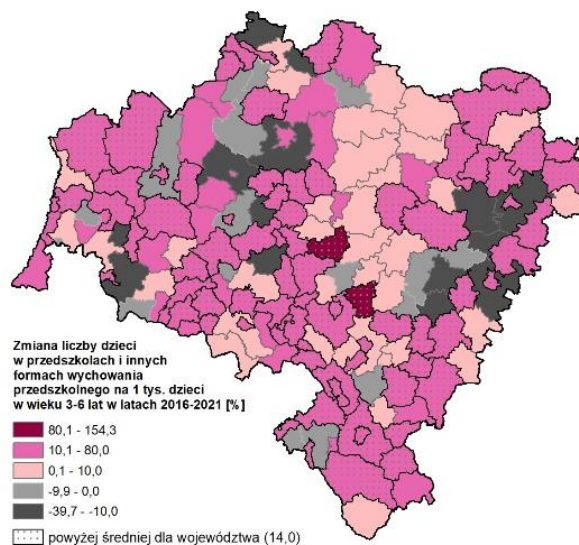 Zmiana liczby dzieci
w przedszkolach i innych
formach wychowania
przedszkolnego na 1 tys. dzieci
w wieku 3-6 lat w latach 2016-2021 [%]
80,1 - 154,3
10,1 - 80,0
0,1 - 10,0
-9,9 - 0,0
-39,7 - -10,0
powyżej średniej dla województwa (14,0)